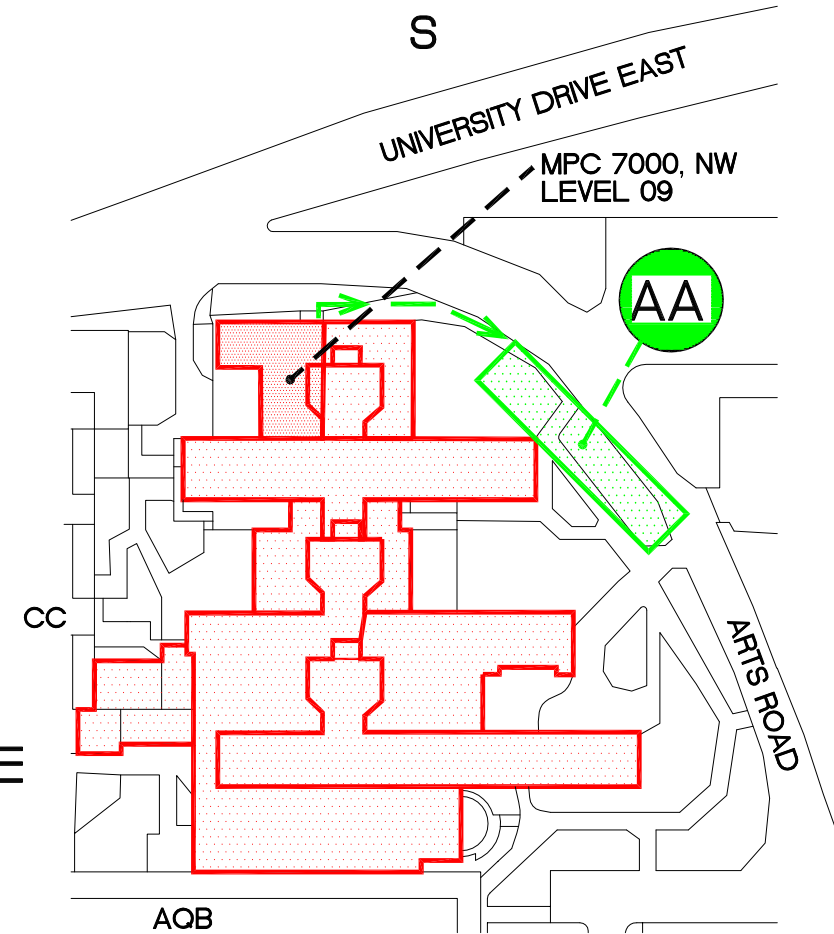 S
UNIVERSITY DRIVE EAST
MPC 7000, NW
LEVEL 09
AA
CC
ARTS ROAD
E
AQB